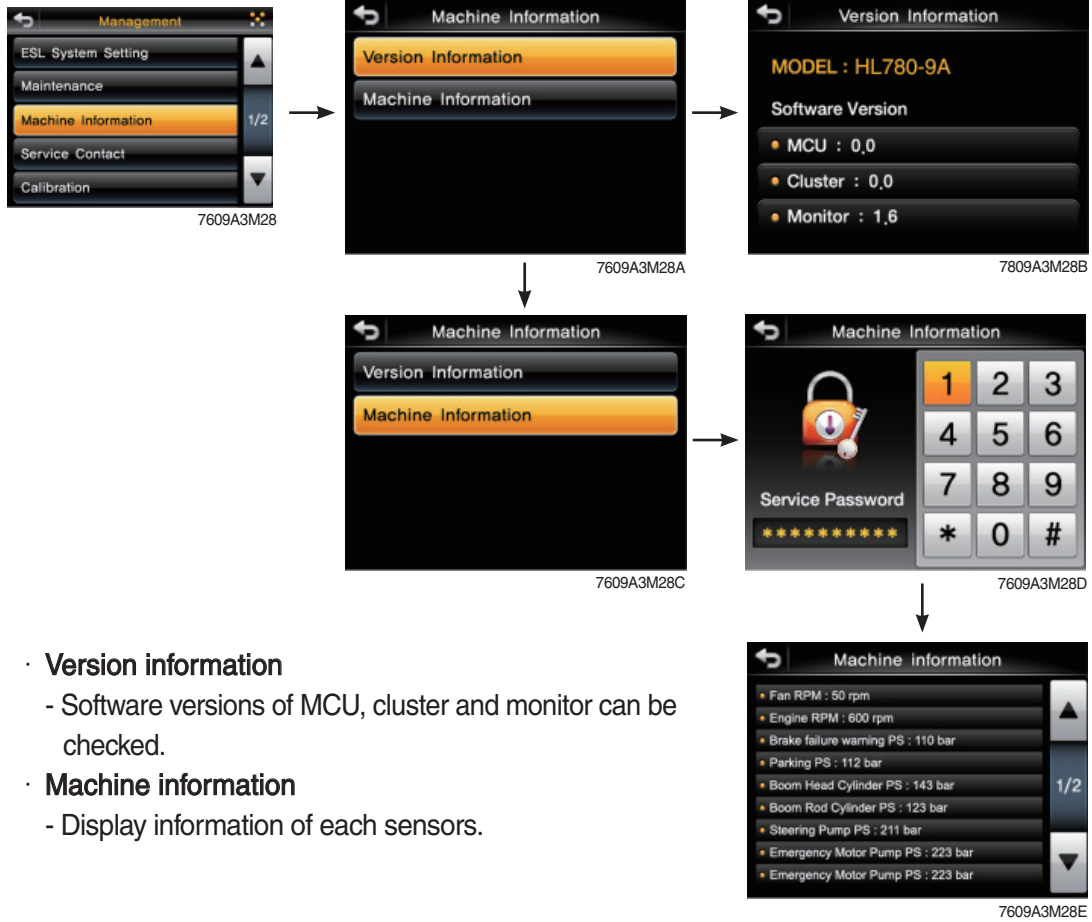 Management
ESL System Setting
Maintenance
Machine Information
Service Contact
Calibration
1/2
7609A3M28
Machine Information
Version Information
Machine Information
7609A3M28A
Version Information
MODEL : HL780-9A
Software Version
• MCU : 0.0
• Cluster : 0.0
• Monitor : 1.6
7809A3M28B
Machine Information
Version Information
Machine Information
7609A3M28C
Machine Information
Service Password
**********
1 2 3
4 5 6
7 8 9
* 0 #
7609A3M28D
· Version information
- Software versions of MCU, cluster and monitor can be
checked.
· Machine information
- Display information of each sensors.
Machine information
• Fan RPM : 50 rpm
• Engine RPM : 600 rpm
• Brake failure warning PS : 110 bar
• Parking PS : 112 bar
• Boom Head Cylinder PS : 143 bar
• Boom Rod Cylinder PS : 123 bar
• Steering Pump PS : 211 bar
• Emergency Motor Pump PS : 223 bar
• Emergency Motor Pump PS : 223 bar
1/2
7609A3M28E